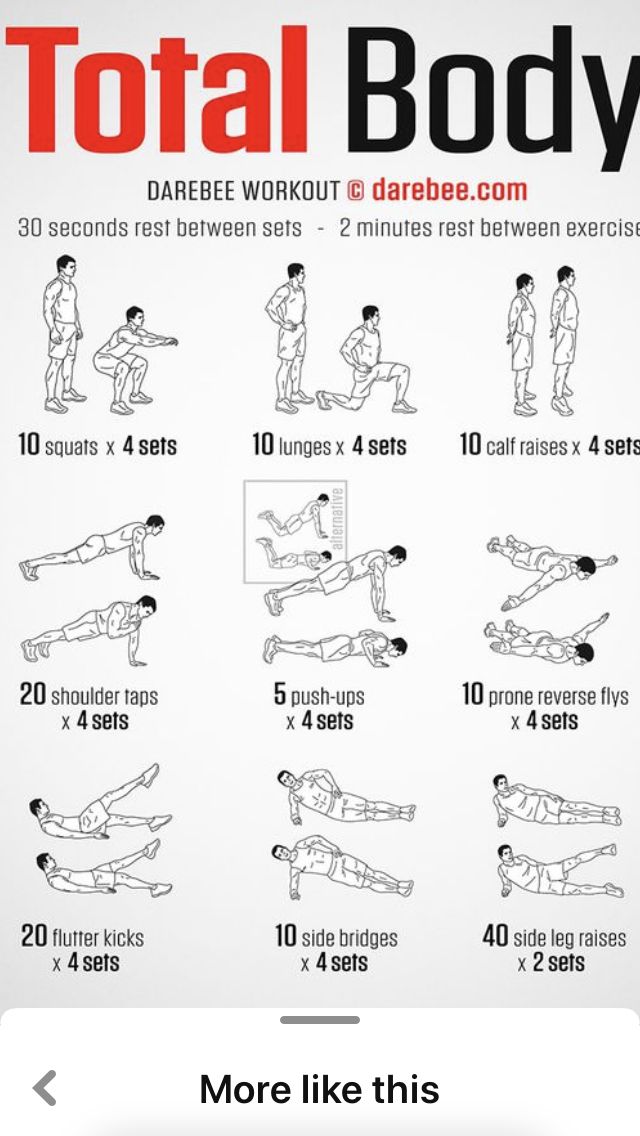 Total Body
DAREBEE WORKOUT © darebee.com
30 seconds rest between sets - 2 minutes rest between exercise
10 squats x 4 sets
10 lunges x 4 sets
10 calf raises x 4 sets
alternative
20 shoulder taps
x 4 sets
5 push-ups
x 4 sets
10 prone reverse flys
x 4 sets
20 flutter kicks
x 4 sets
10 side bridges
x 4 sets
40 side leg raises
x 2 sets
More like this